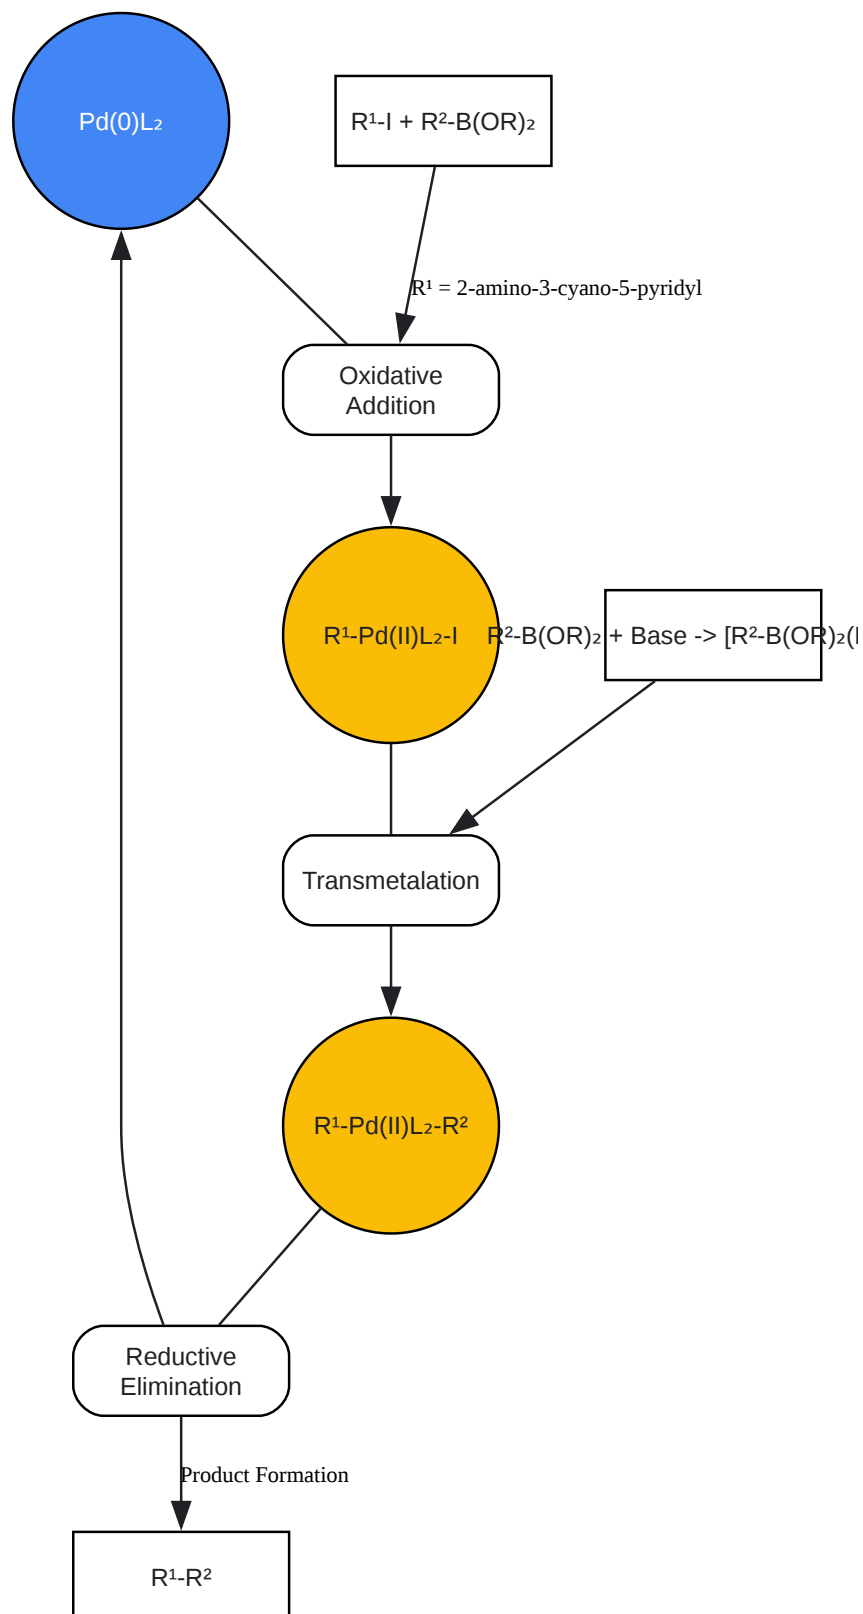 Pd(0)L₂
R¹-I + R²-B(OR)₂
R¹ = 2-amino-3-cyano-5-pyridyl
Oxidative
Addition
R¹-Pd(II)L₂-I
R²-B(OR)₂ + Base -> [R²-B(OR)₂(
Transmetalation
R¹-Pd(II)L₂-R²
Reductive
Elimination
Product Formation
R¹-R²